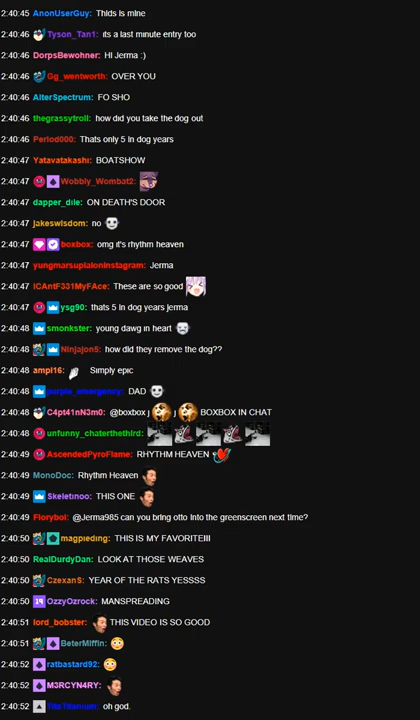 2:40:45 AnonUserGuy: Thids is mine
2:40:46 Tyson_Tan1: its a last minute entry too
2:40:46 DorpsBewohner: HI Jerma :)
2:40:46 Gg_wentworth: OVER YOU
2:40:46 AlterSpectrum: FO SHO
2:40:46 thegrassytroll: how did you take the dog out
2:40:46 Period000: Thats only 5 in dog years
2:40:47 Yatavatakashi: BOATSHOW
2:40:47 Wobbly_Wombat2:
2:40:47 dapper_dile: ON DEATH'S DOOR
2:40:47 jakeswisdom: no
2:40:47 boxbox: omg it's rhythm heaven
2:40:47 yungmarsupialoninstagram: Jerma
2:40:47 ICAntF331MyFAce: These are so good
2:40:47 ysg90: thats 5 in dog years jerma
2:40:48 smonkster: young dawg in heart
2:40:48 Ninjajon5: how did they remove the dog??
2:40:48 ampl16: Simply epic
2:40:48 purple_emergency: DAD
2:40:48 C4pt41nN3m0: @boxbox BOXBOX IN CHAT
2:40:48 unfunny_chaterthethird:
2:40:49 AscendedPyroFlame: RHYTHM HEAVEN
2:40:49 MonoDoc: Rhythm Heaven
2:40:49 Skeletinoo: THIS ONE
2:40:49 Floryboi: @Jerma985 can you bring otto into the greenscreen next time?
2:40:50 magpieding: THIS IS MY FAVORITEIII
2:40:50 RealDurdyDan: LOOK AT THOSE WEAVES
2:40:50 CzexanS: YEAR OF THE RATS YESSSS
2:40:50 OzzyOzrock: MANSPREADING
2:40:51 lord_bobster: THIS VIDEO IS SO GOOD
2:40:51 BeterMiffin:
2:40:52 ratbastard92:
2:40:52 M3RCYN4RY:
2:40:52 TitaTitanium: oh god.